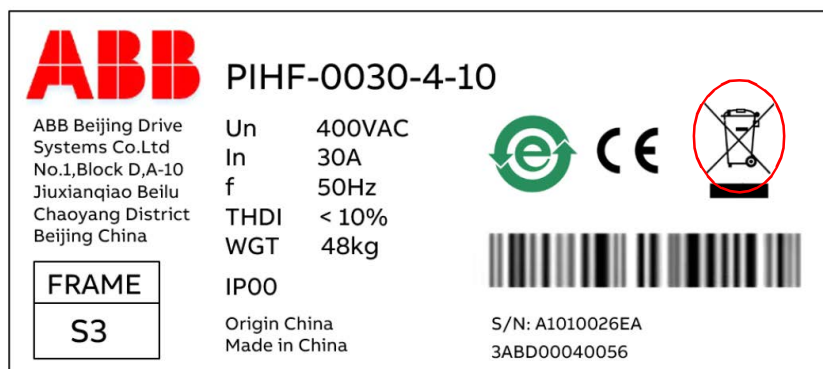 ABB
PIHF-0030-4-10
ABB Beijing Drive
Systems Co.Ltd
No.1,Block D,A-10
Jiuxianqiao Beilu
Chaoyang District
Beijing China
FRAME
S3
Un 400VAC
In 30A
f 50Hz
THDI < 10%
WGT 48kg
IP00
Origin China
Made in China
e
CE
S/N: A1010026EA
3ABD00040056